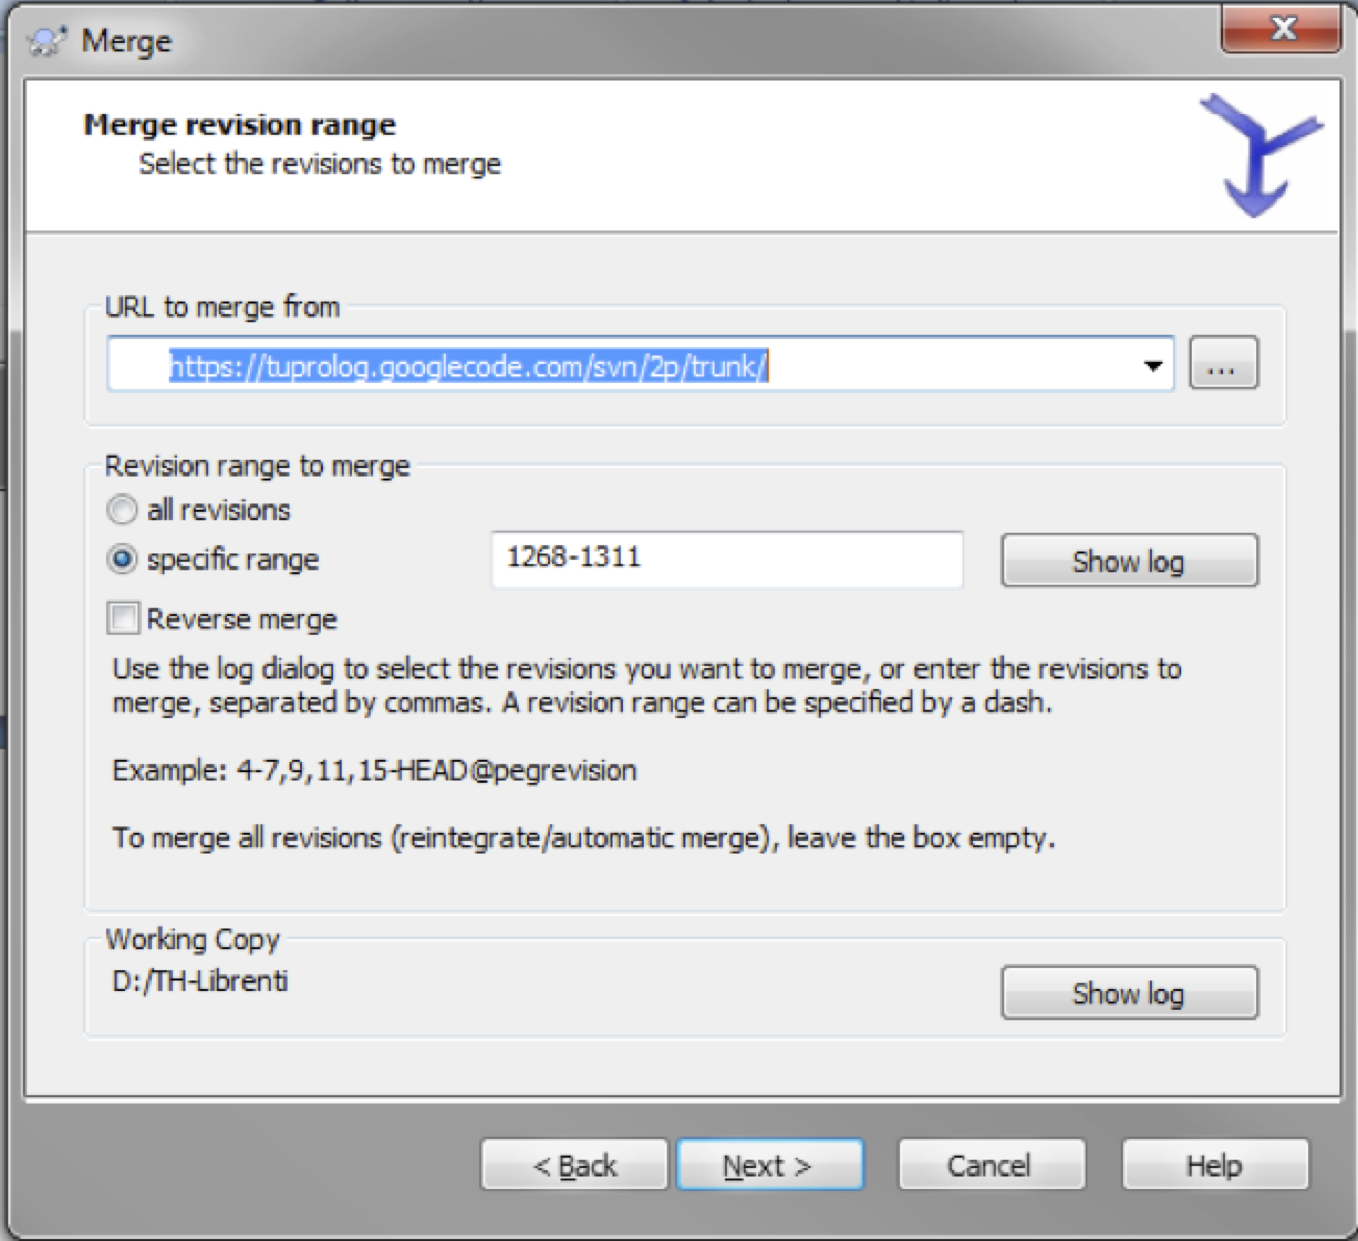 Merge
X
Merge revision range
Select the revisions to merge
URL to merge from
https://tuprolog.googlecode.com/svn/2p/trunk/
...
Revision range to merge
all revisions
specific range
1268-1311
Show log
Reverse merge
Use the log dialog to select the revisions you want to merge, or enter the revisions to
merge, separated by commas. A revision range can be specified by a dash.
Example: 4-7,9,11,15-HEAD@pegrevision
To merge all revisions (reintegrate/automatic merge), leave the box empty.
Working Copy
D:/TH-Librenti
Show log
< Back
Next >
Cancel
Help